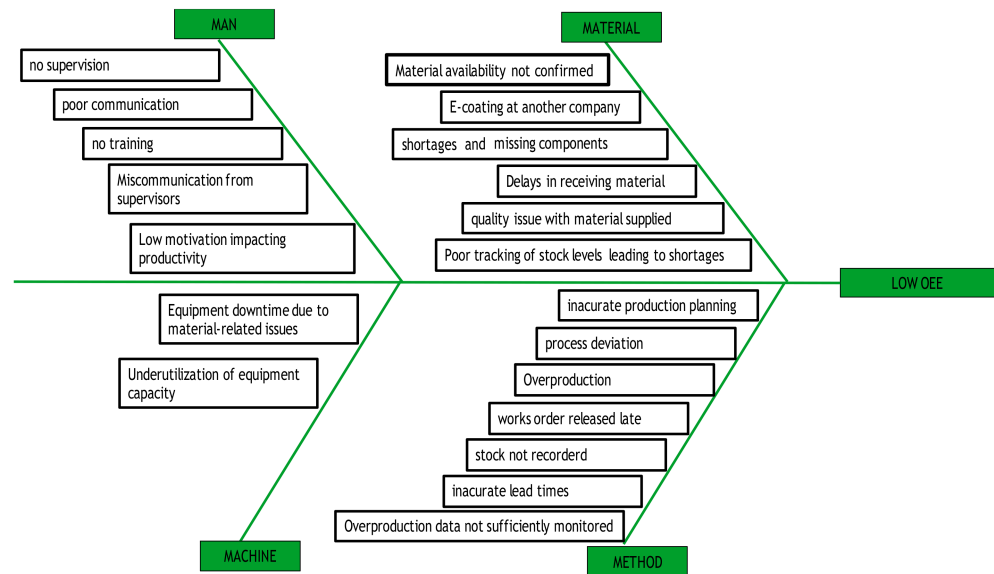 MAN
no supervision
poor communication
no training
Miscommunication from
supervisors
Low motivation impacting
productivity
MATERIAL
Material availability not confirmed
E-coating at another company
shortages and missing components
Delays in receiving material
quality issue with material supplied
Poor tracking of stock levels leading to shortages
LOW OEE
Equipment downtime due to
material-related issues
Underutilization of equipment
capacity
MACHINE
inacurate production planning
process deviation
Overproduction
works order released late
stock not recorderd
inacurate lead times
Overproduction data not sufficiently monitored
METHOD